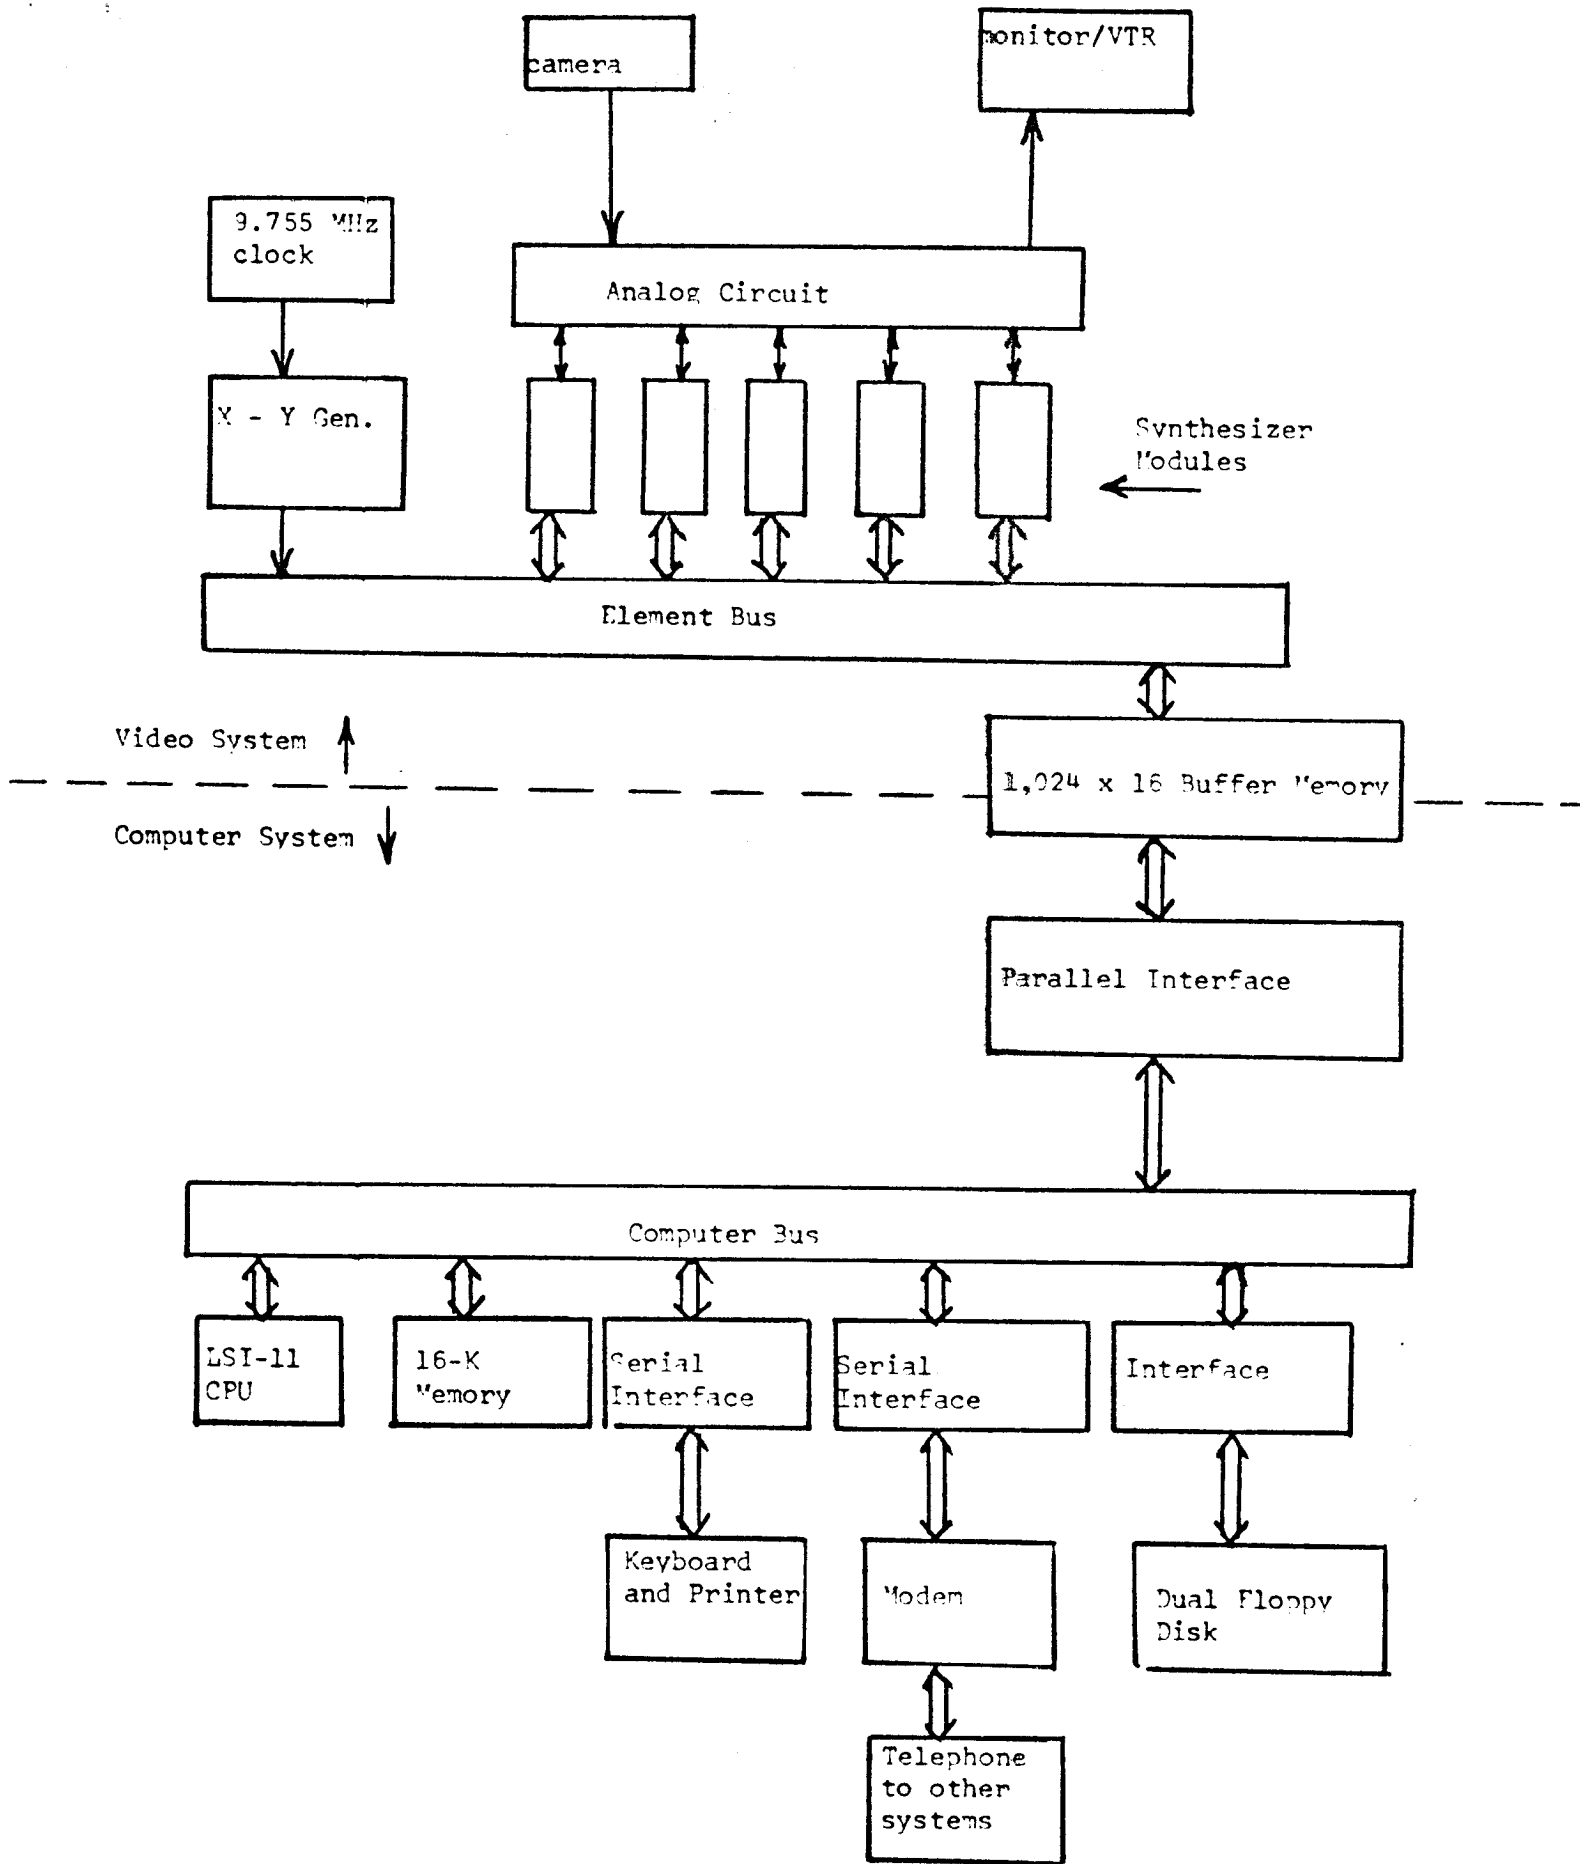 camera
monitor/VTR
9.755 MHz
clock
Analog Circuit
X - Y Gen.
Synthesizer
Modules
Element Bus
Video System
1,024 x 16 Buffer Memory
Computer System
Parallel Interface
Computer Bus
LSI-11
CPU
16-K
Memory
Serial
Interface
Serial
Interface
Interface
Keyboard
and Printer
Modem
Dual Floppy
Disk
Telephone
to other
systems